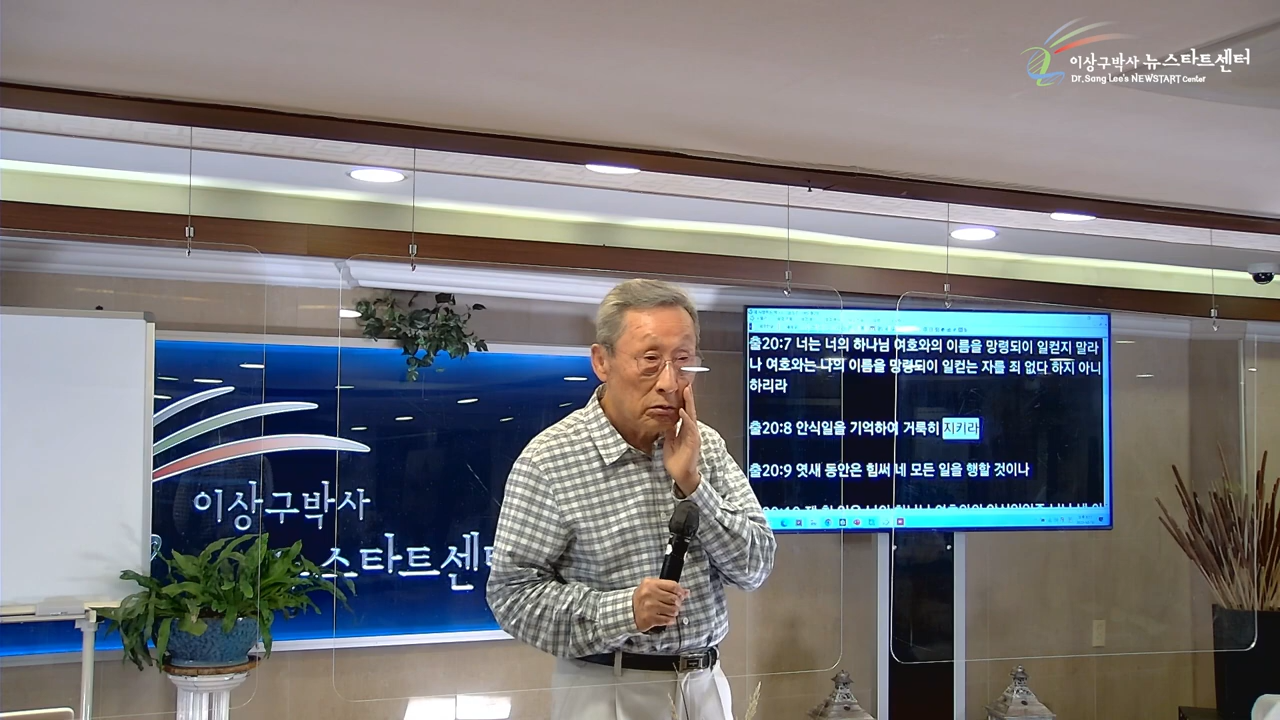 이상구박사 뉴스타트센터
Dr. Sang Lee's NEWSTART Center
출20:7 너는 너의 하나님 여호와의 이름을 망령되이 일컫지 말라
나 여호와는 나의 이름을 망령되이 일컫는 자를 죄 없다 하지 아니
하리라
출20:8 안식일을 기억하여 거룩히 지키라
출20:9 엿새 동안은 힘써 네 모든 일을 행할 것이나
이상구박사
스타트센터